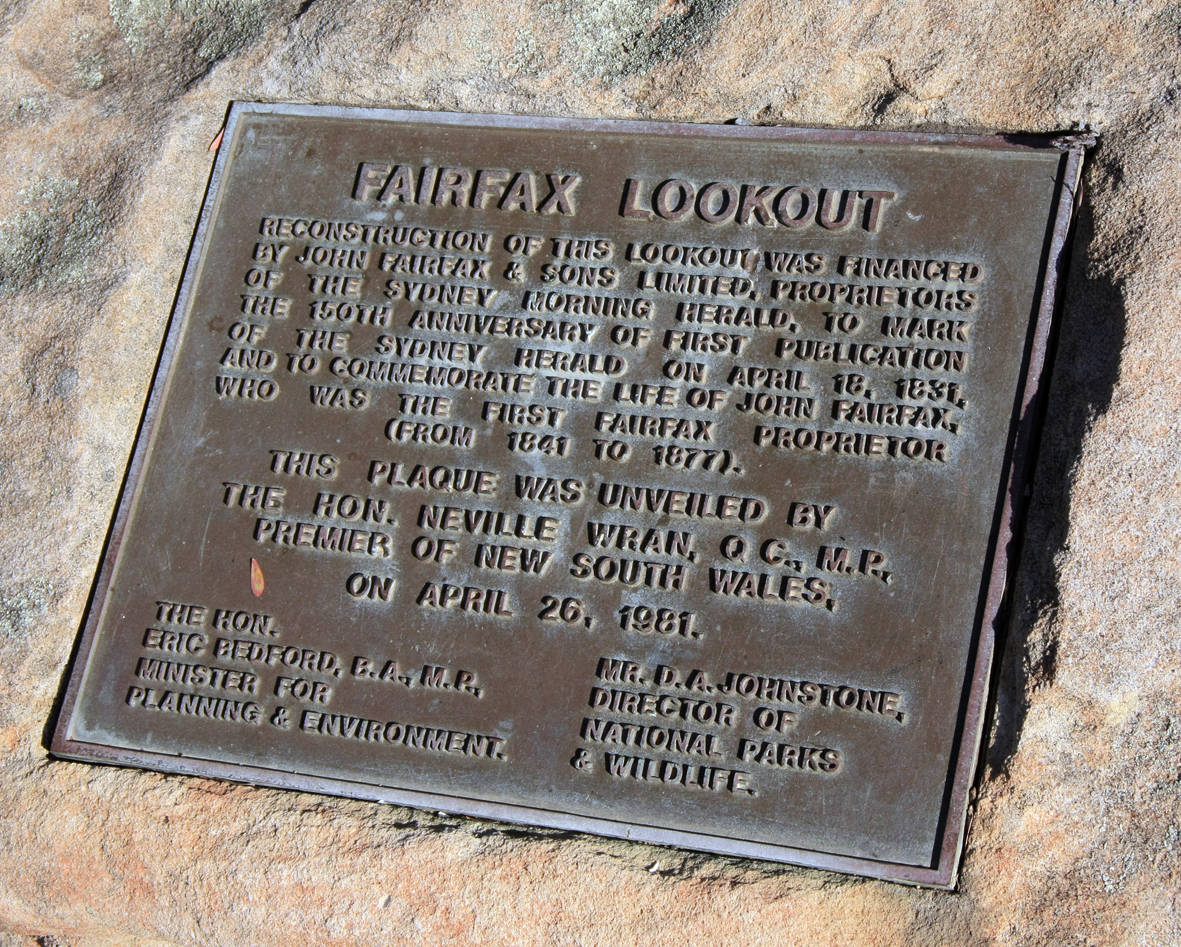 FAIRFAX LOOKOUT
RECONSTRUCTION OF THIS LOOKOUT WAS FINANCED
BY JOHN FAIRFAX & SONS LIMITED, PROPRIETORS
OF THE SYDNEY MORNING HERALD, TO MARK
THE 150TH ANNIVERSARY OF FIRST PUBLICATION
OF THE SYDNEY HERALD ON APRIL 18, 1831,
AND TO COMMEMORATE THE LIFE OF JOHN FAIRFAX,
WHO WAS THE FIRST FAIRFAX PROPRIETOR
(FROM 1841 TO 1877).
THIS PLAQUE WAS UNVEILED BY
THE HON. NEVILLE WRAN, Q.C., M.P.,
PREMIER OF NEW SOUTH WALES,
ON APRIL 26, 1981.
THE HON.
ERIC BEDFORD, B.A., M.P.,
MINISTER FOR
PLANNING & ENVIRONMENT.
MR. D.A. JOHNSTONE,
DIRECTOR OF
NATIONAL PARKS
& WILDLIFE.